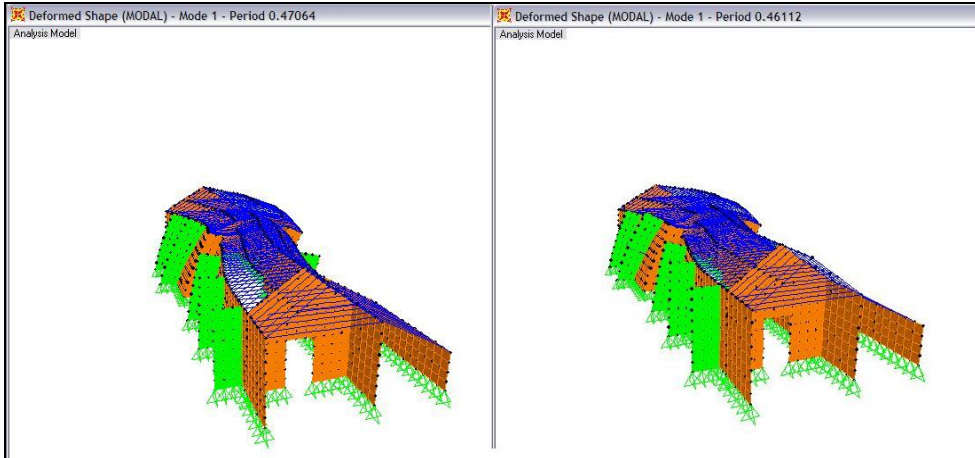 Deformed Shape (MODAL) - Mode 1 - Period 0.47064
Analysis Model
Deformed Shape (MODAL) - Mode 1 - Period 0.46112
Analysis Model